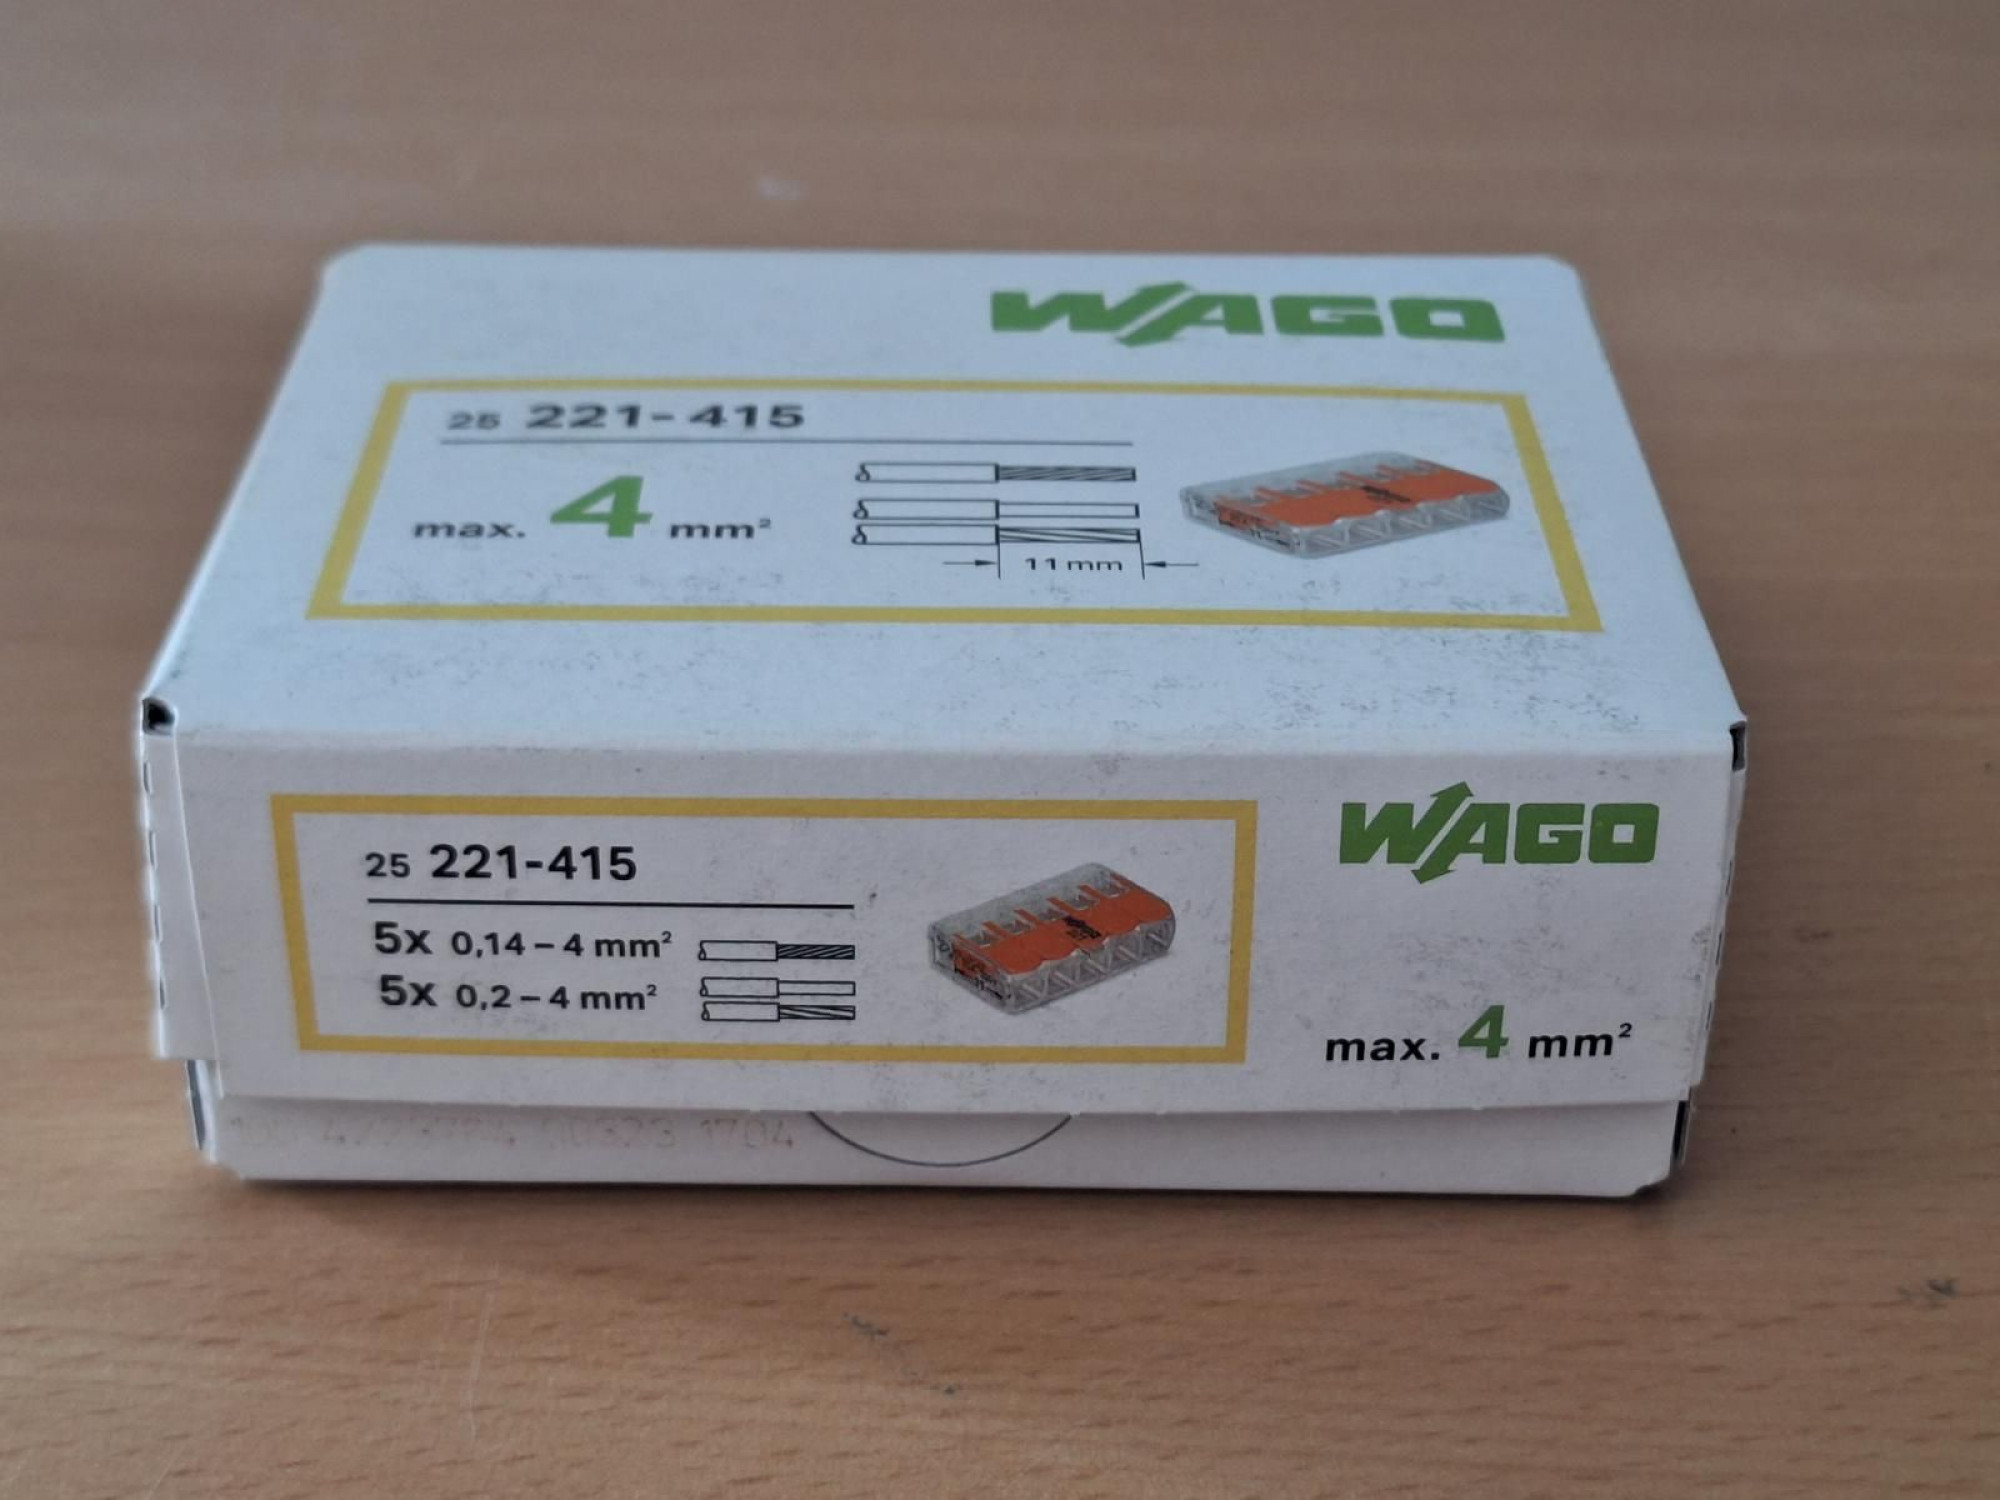 WAGO
25 221-415
max. 4 mm²
11 mm
WAGO
25 221-415
5x 0,14 – 4 mm²
5x 0,2 – 4 mm²
max. 4 mm²
1704